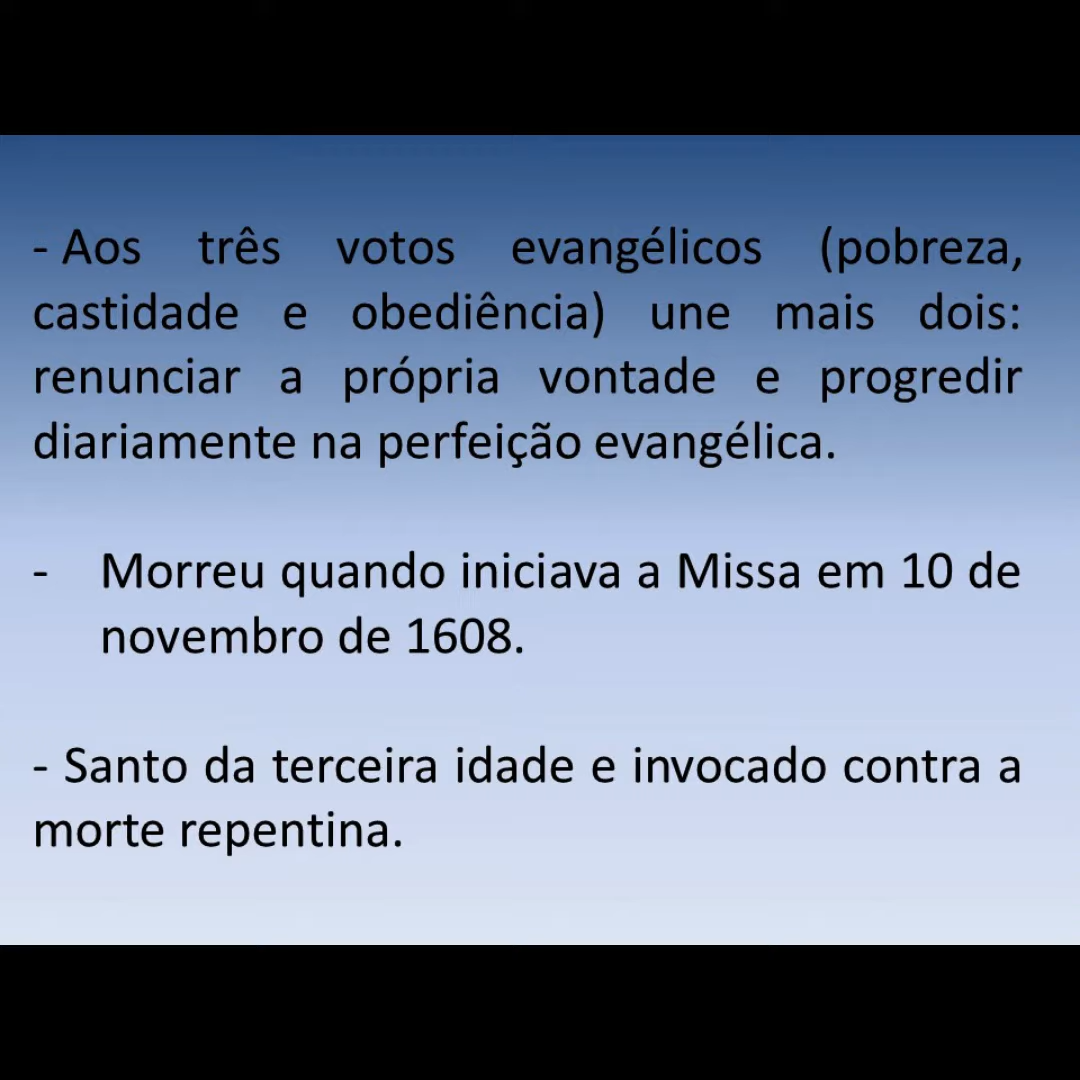 - Aos três votos evangélicos (pobreza,
castidade e obediência) une mais dois:
renunciar a própria vontade e progredir
diariamente na perfeição evangélica.
- Morreu quando iniciava a Missa em 10 de
novembro de 1608.
- Santo da terceira idade e invocado contra a
morte repentina.